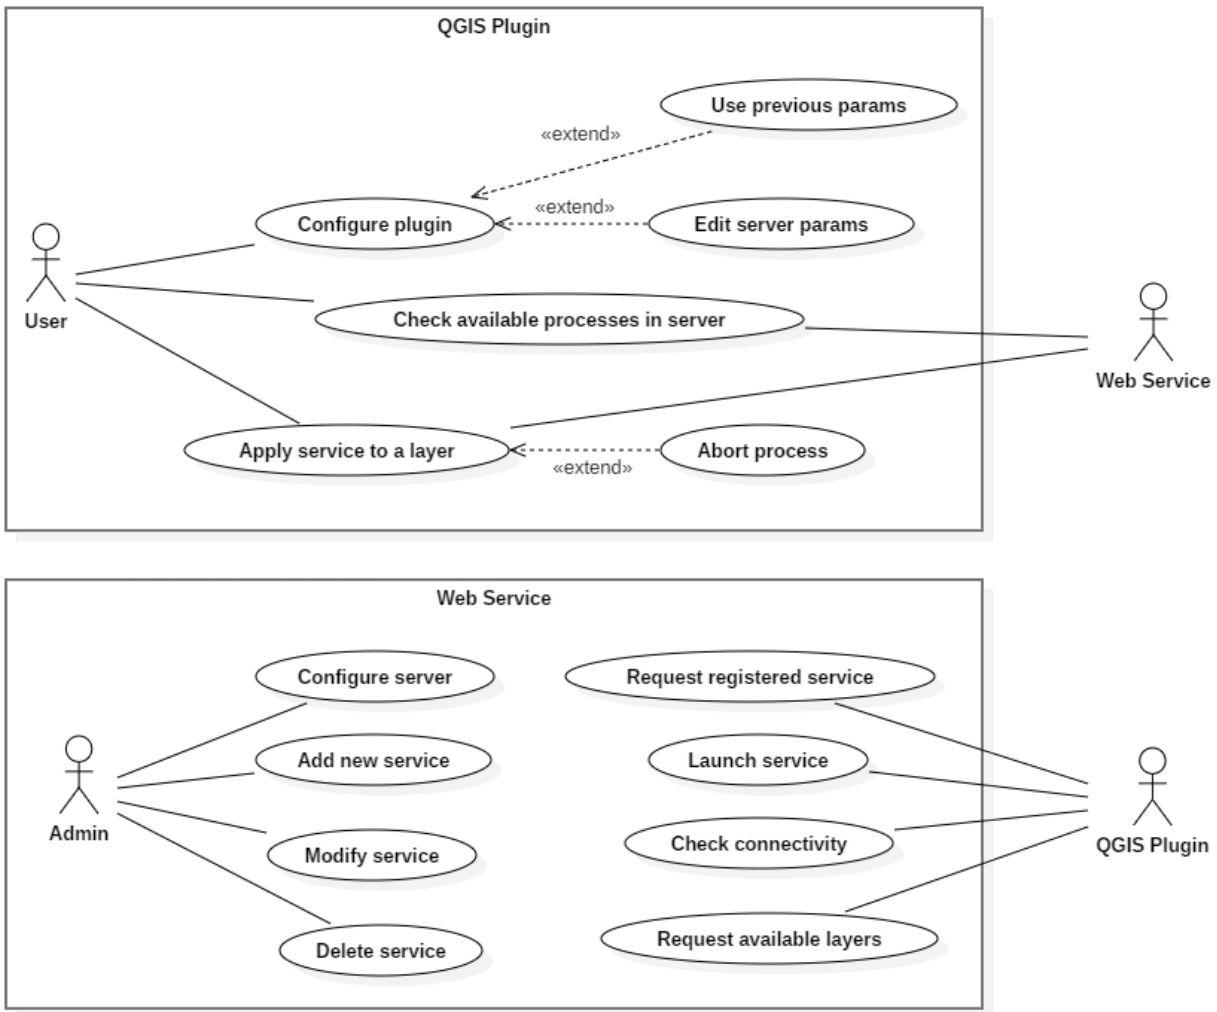 QGIS Plugin
Use previous params
«extend»
«extend»
Configure plugin
Edit server params
User
Check available processes in server
Web Service
Apply service to a layer
Abort process
«extend»
Web Service
Configure server
Request registered service
Add new service
Launch service
Admin
Check connectivity
QGIS Plugin
Modify service
Request available layers
Delete service